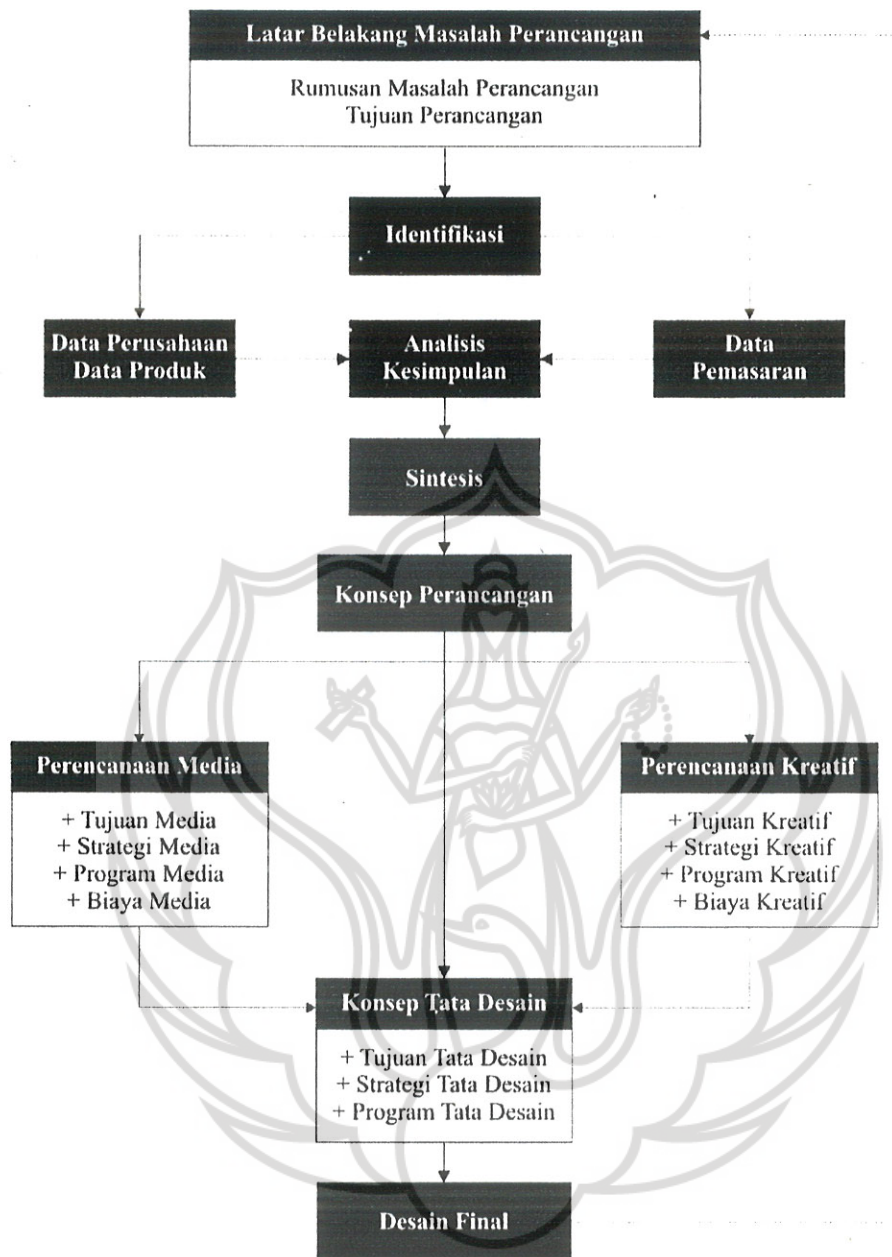 Latar Belakang Masalah Perancangan
Rumusan Masalah Perancangan
Tujuan Perancangan
Identifikasi
Data Perusahaan
Data Produk
Analisis
Kesimpulan
Data
Pemasaran
Sintesis
Konsep Perancangan
Perencanaan Media
+ Tujuan Media
+ Strategi Media
+ Program Media
+ Biaya Media
Perencanaan Kreatif
+ Tujuan Kreatif
+ Strategi Kreatif
+ Program Kreatif
+ Biaya Kreatif
Konsep Tata Desain
+ Tujuan Tata Desain
+ Strategi Tata Desain
+ Program Tata Desain
Desain Final